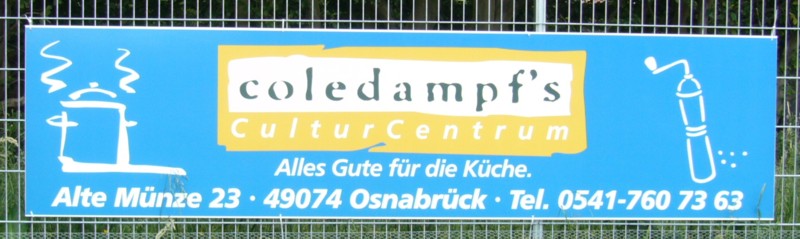 coledampf's
CulturCentrum
Alles Gute für die Küche.
Alte Münze 23 · 49074 Osnabrück · Tel. 0541-760 73 63